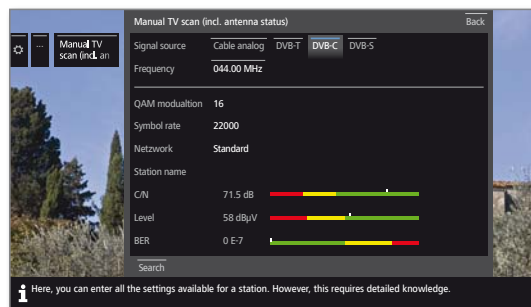 Manual TV scan (incl. antenna status)
Back
...
Manual TV
scan (incl. an
Signal source Cable analog DVB-T DVB-C DVB-S
Frequency 044.00 MHz
QAM modualtion 16
Symbol rate 22000
Netzwork Standard
Station name
C/N 71.5 dB
Level 58 dBµV
BER 0 E-7
Search
Here, you can enter all the settings available for a station. However, this requires detailed knowledge.